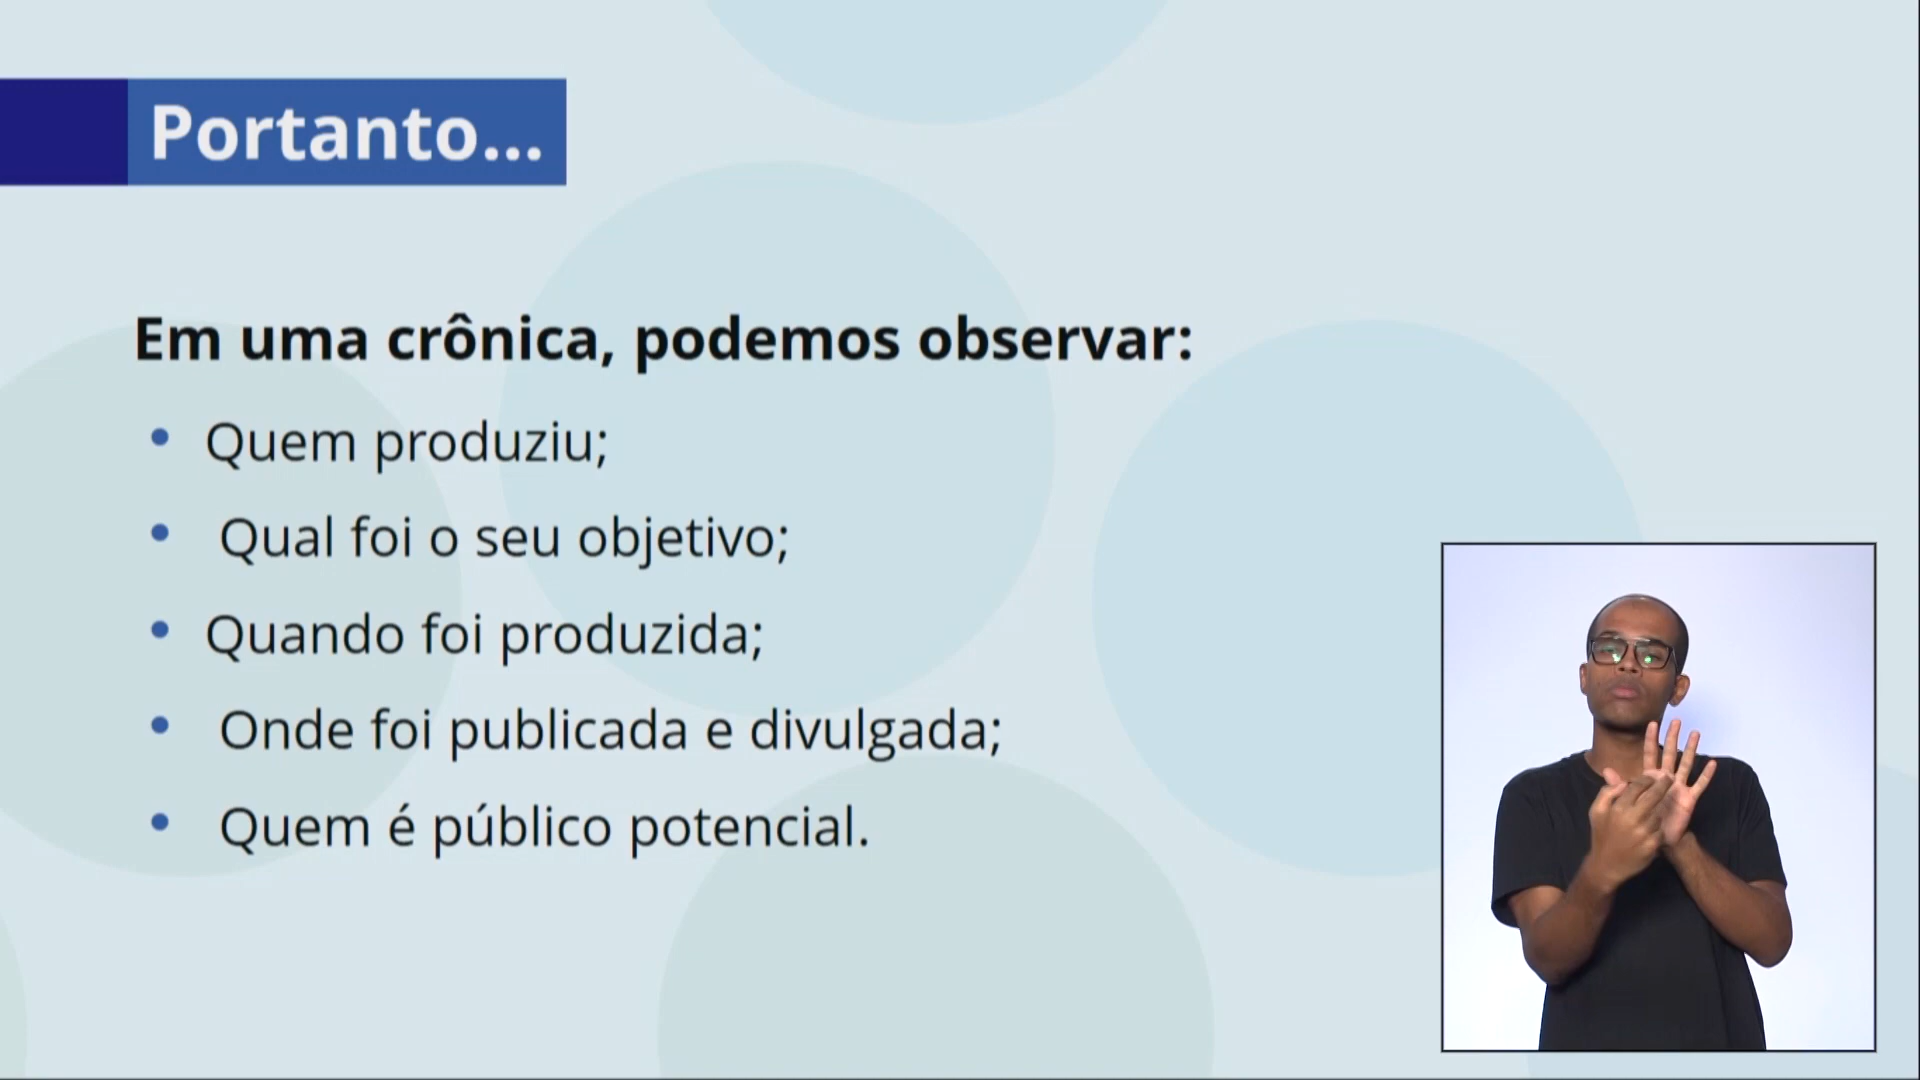 Portanto...
Em uma crônica, podemos observar:
• Quem produziu;
• Qual foi o seu objetivo;
• Quando foi produzida;
• Onde foi publicada e divulgada;
• Quem é público potencial.